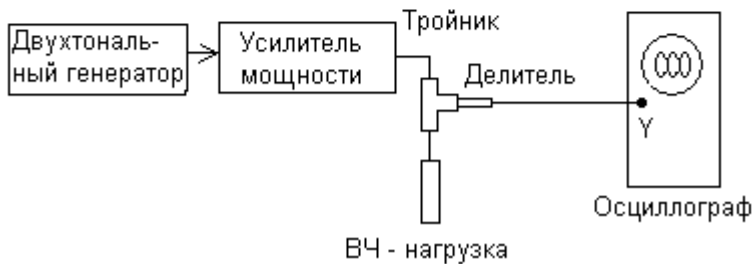 Двухтональ-
ный генератор
Усилитель
мощности
Тройник
Делитель
Y
Осциллограф
ВЧ - нагрузка